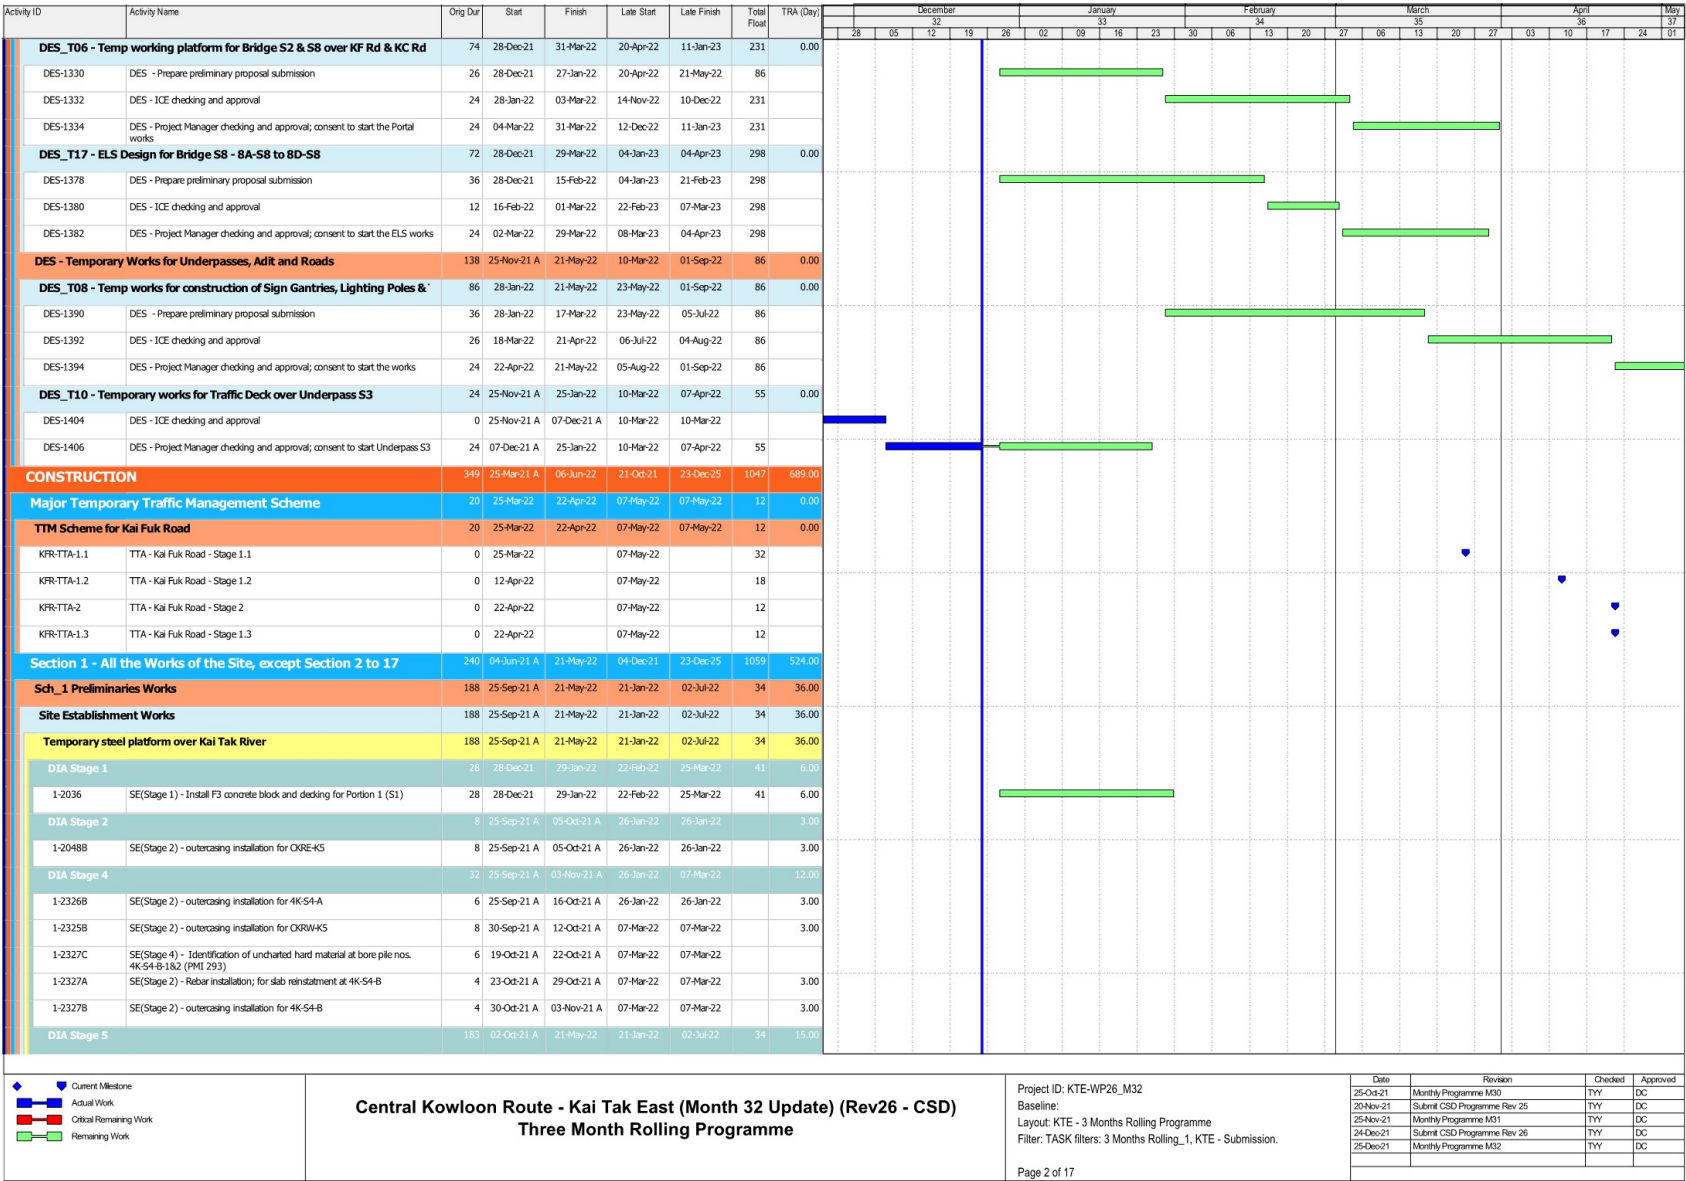 Activity ID Activity Name Orig Dur Start Finish Late Start Late Finish Total Float TRA (Day) December January February March April May
32 33 34 35 36 37
28 05 12 19 26 02 09 16 23 30 06 13 20 27 06 13 20 27 03 10 17 24 01
DES_T06 - Temp working platform for Bridge S2 & S8 over KF Rd & KC Rd 74 28-Dec-21 31-Mar-22 20-Apr-22 11-Jan-23 231 0.00
DES-1330 DES - Prepare preliminary proposal submission 26 28-Dec-21 27-Jan-22 20-Apr-22 21-May-22 86
DES-1332 DES - ICE checking and approval 24 28-Jan-22 03-Mar-22 14-Nov-22 10-Dec-22 231
DES-1334 DES - Project Manager checking and approval; consent to start the Portal works 24 04-Mar-22 31-Mar-22 12-Dec-22 11-Jan-23 231
DES_T17 - ELS Design for Bridge S8 - 8A-S8 to 8D-S8 72 28-Dec-21 29-Mar-22 04-Jan-23 04-Apr-23 298 0.00
DES-1378 DES - Prepare preliminary proposal submission 36 28-Dec-21 15-Feb-22 04-Jan-23 21-Feb-23 298
DES-1380 DES - ICE checking and approval 12 16-Feb-22 01-Mar-22 22-Feb-23 07-Mar-23 298
DES-1382 DES - Project Manager checking and approval; consent to start the ELS works 24 02-Mar-22 29-Mar-22 08-Mar-23 04-Apr-23 298
DES - Temporary Works for Underpasses, Adit and Roads 138 25-Nov-21 A 21-May-22 10-Mar-22 01-Sep-22 86 0.00
DES_T08 - Temp works for construction of Sign Gantries, Lighting Poles & 86 28-Jan-22 21-May-22 23-May-22 01-Sep-22 86 0.00
DES-1390 DES - Prepare preliminary proposal submission 36 28-Jan-22 17-Mar-22 23-May-22 05-Jul-22 86
DES-1392 DES - ICE checking and approval 26 18-Mar-22 21-Apr-22 06-Jul-22 04-Aug-22 86
DES-1394 DES - Project Manager checking and approval; consent to start the works 24 22-Apr-22 21-May-22 05-Aug-22 01-Sep-22 86
DES_T10 - Temporary works for Traffic Deck over Underpass S3 24 25-Nov-21 A 25-Jan-22 10-Mar-22 07-Apr-22 55 0.00
DES-1404 DES - ICE checking and approval 0 25-Nov-21 A 07-Dec-21 A 10-Mar-22 10-Mar-22
DES-1406 DES - Project Manager checking and approval; consent to start Underpass S3 24 07-Dec-21 A 25-Jan-22 10-Mar-22 07-Apr-22 55
CONSTRUCTION 349 25-Mar-21 A 06-Jun-22 21-Oct-21 23-Dec-25 1047 689.00
Major Temporary Traffic Management Scheme 20 25-Mar-22 22-Apr-22 07-May-22 07-May-22 12 0.00
TTM Scheme for Kai Fuk Road 20 25-Mar-22 22-Apr-22 07-May-22 07-May-22 12 0.00
KFR-TTA-1.1 TTA - Kai Fuk Road - Stage 1.1 0 25-Mar-22 07-May-22 32
KFR-TTA-1.2 TTA - Kai Fuk Road - Stage 1.2 0 12-Apr-22 07-May-22 18
KFR-TTA-2 TTA - Kai Fuk Road - Stage 2 0 22-Apr-22 07-May-22 12
KFR-TTA-1.3 TTA - Kai Fuk Road - Stage 1.3 0 22-Apr-22 07-May-22 12
Section 1 - All the Works of the Site, except Section 2 to 17 240 04-Jun-21 A 21-May-22 04-Dec-21 23-Dec-25 1059 524.00
Sch_1 Preliminaries Works 188 25-Sep-21 A 21-May-22 21-Jan-22 02-Jul-22 34 36.00
Site Establishment Works 188 25-Sep-21 A 21-May-22 21-Jan-22 02-Jul-22 34 36.00
Temporary steel platform over Kai Tak River 188 25-Sep-21 A 21-May-22 21-Jan-22 02-Jul-22 34 36.00
DIA Stage 1 28 28-Dec-21 29-Jan-22 22-Feb-22 25-Mar-22 41 6.00
1-2036 SE(Stage 1) - Install F3 concrete block and decking for Portion 1 (S1) 28 28-Dec-21 29-Jan-22 22-Feb-22 25-Mar-22 41 6.00
DIA Stage 2 8 25-Sep-21 A 05-Oct-21 A 26-Jan-22 26-Jan-22 3.00
1-2048B SE(Stage 2) - outercasing installation for CKRE-K5 8 25-Sep-21 A 05-Oct-21 A 26-Jan-22 26-Jan-22 3.00
DIA Stage 4 32 25-Sep-21 A 03-Nov-21 A 26-Jan-22 07-Mar-22 12.00
1-2326B SE(Stage 2) - outercasing installation for 4K-S4-A 6 25-Sep-21 A 16-Oct-21 A 26-Jan-22 26-Jan-22 3.00
1-2325B SE(Stage 2) - outercasing installation for CKRW-K5 8 30-Sep-21 A 12-Oct-21 A 07-Mar-22 07-Mar-22 3.00
1-2327C SE(Stage 4) - Identification of uncharted hard material at bore pile nos. 4K-S4-B-1&2 (PMI 293) 6 19-Oct-21 A 22-Oct-21 A 07-Mar-22 07-Mar-22
1-2327A SE(Stage 2) - Rebar installation; for slab reinstatment at 4K-S4-B 4 23-Oct-21 A 29-Oct-21 A 07-Mar-22 07-Mar-22 3.00
1-2327B SE(Stage 2) - outercasing installation for 4K-S4-B 4 30-Oct-21 A 03-Nov-21 A 07-Mar-22 07-Mar-22 3.00
DIA Stage 5 183 02-Oct-21 A 21-May-22 21-Jan-22 02-Jul-22 34 15.00
Current Milestone
Actual Work
Critical Remaining Work
Remaining Work
Central Kowloon Route - Kai Tak East (Month 32 Update) (Rev26 - CSD)
Three Month Rolling Programme
Project ID: KTE-WP26_M32
Baseline:
Layout: KTE - 3 Months Rolling Programme
Filter: TASK filters: 3 Months Rolling_1, KTE - Submission.
Page 2 of 17
Date Revision Checked Approved
25-Oct-21 Monthly Programme M30 TYY DC
20-Nov-21 Submit CSD Programme Rev 25 TYY DC
25-Nov-21 Monthly Programme M31 TYY DC
24-Dec-21 Submit CSD Programme Rev 26 TYY DC
25-Dec-21 Monthly Programme M32 TYY DC